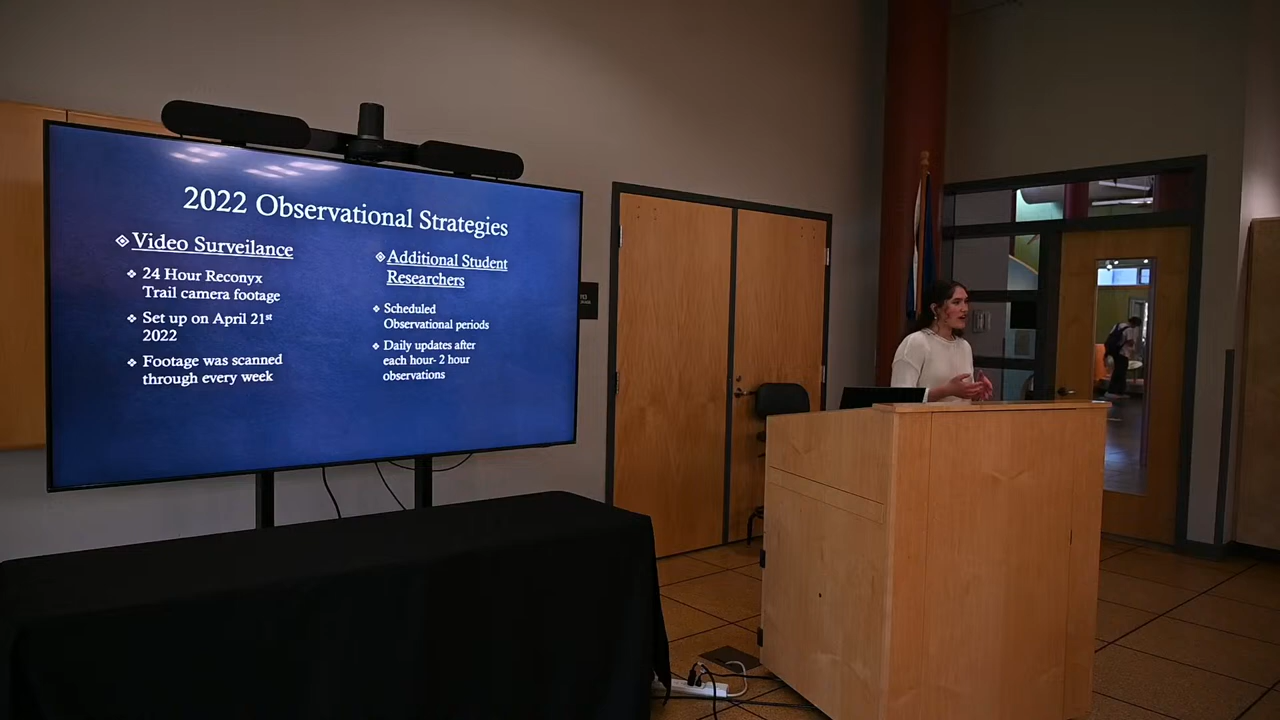 2022 Observational Strategies
Video Surveilance
24 Hour Reconyx
Trail camera footage
Set up on April 21st
2022
Footage was scanned
through every week
Additional Student
Researchers
Scheduled
Observational periods
Daily updates after
each hour- 2 hour
observations